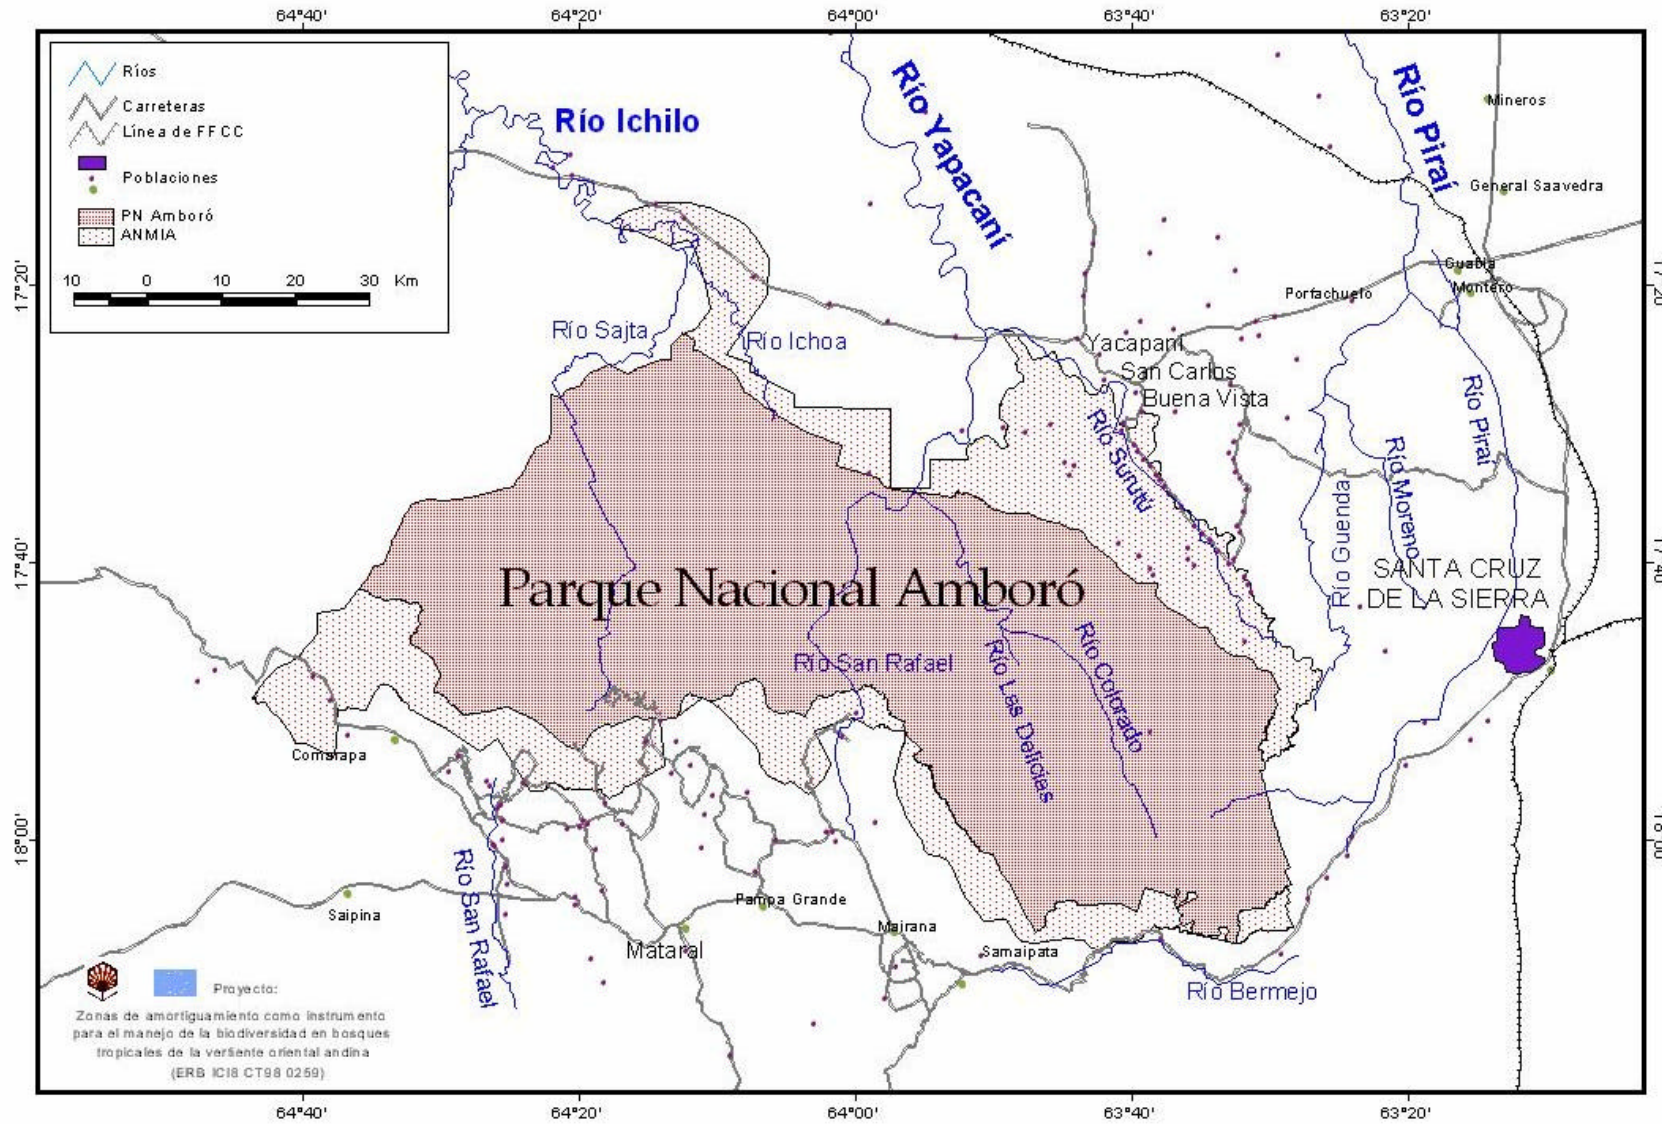 64°40'
64°20'
64°00'
63°40'
63°20'
Ríos
Carreteras
Línea de FFCC
Poblaciones
PN Amboró
ANMIA
10 0 10 20 30 Km
Río Ichilo
Río Yapacaní
Río Piraí
Mineros
General Saavedra
17°20'
Guabia
Montero
Portachuelo
Río Sajta
Río Ichoa
Yacapaní
San Carlos
Buena Vista
Río Surutú
Río Piraí
Río Moreno
Río Guenda
17°40'
Parque Nacional Amboró
SANTA CRUZ
DE LA SIERRA
Río San Rafael
Río Las Delicias
Río Colorado
Comarapa
18°00'
Río San Rafael
Saipina
Pampa Grande
Mataral
Mairana
Samaipata
Río Bermejo
Proyecto:
Zonas de amortiguamiento como instrumento
para el manejo de la biodiversidad en bosques
tropicales de la vertiente oriental andina
(ERB IC18 CT98 0259)
64°40'
64°20'
64°00'
63°40'
63°20'